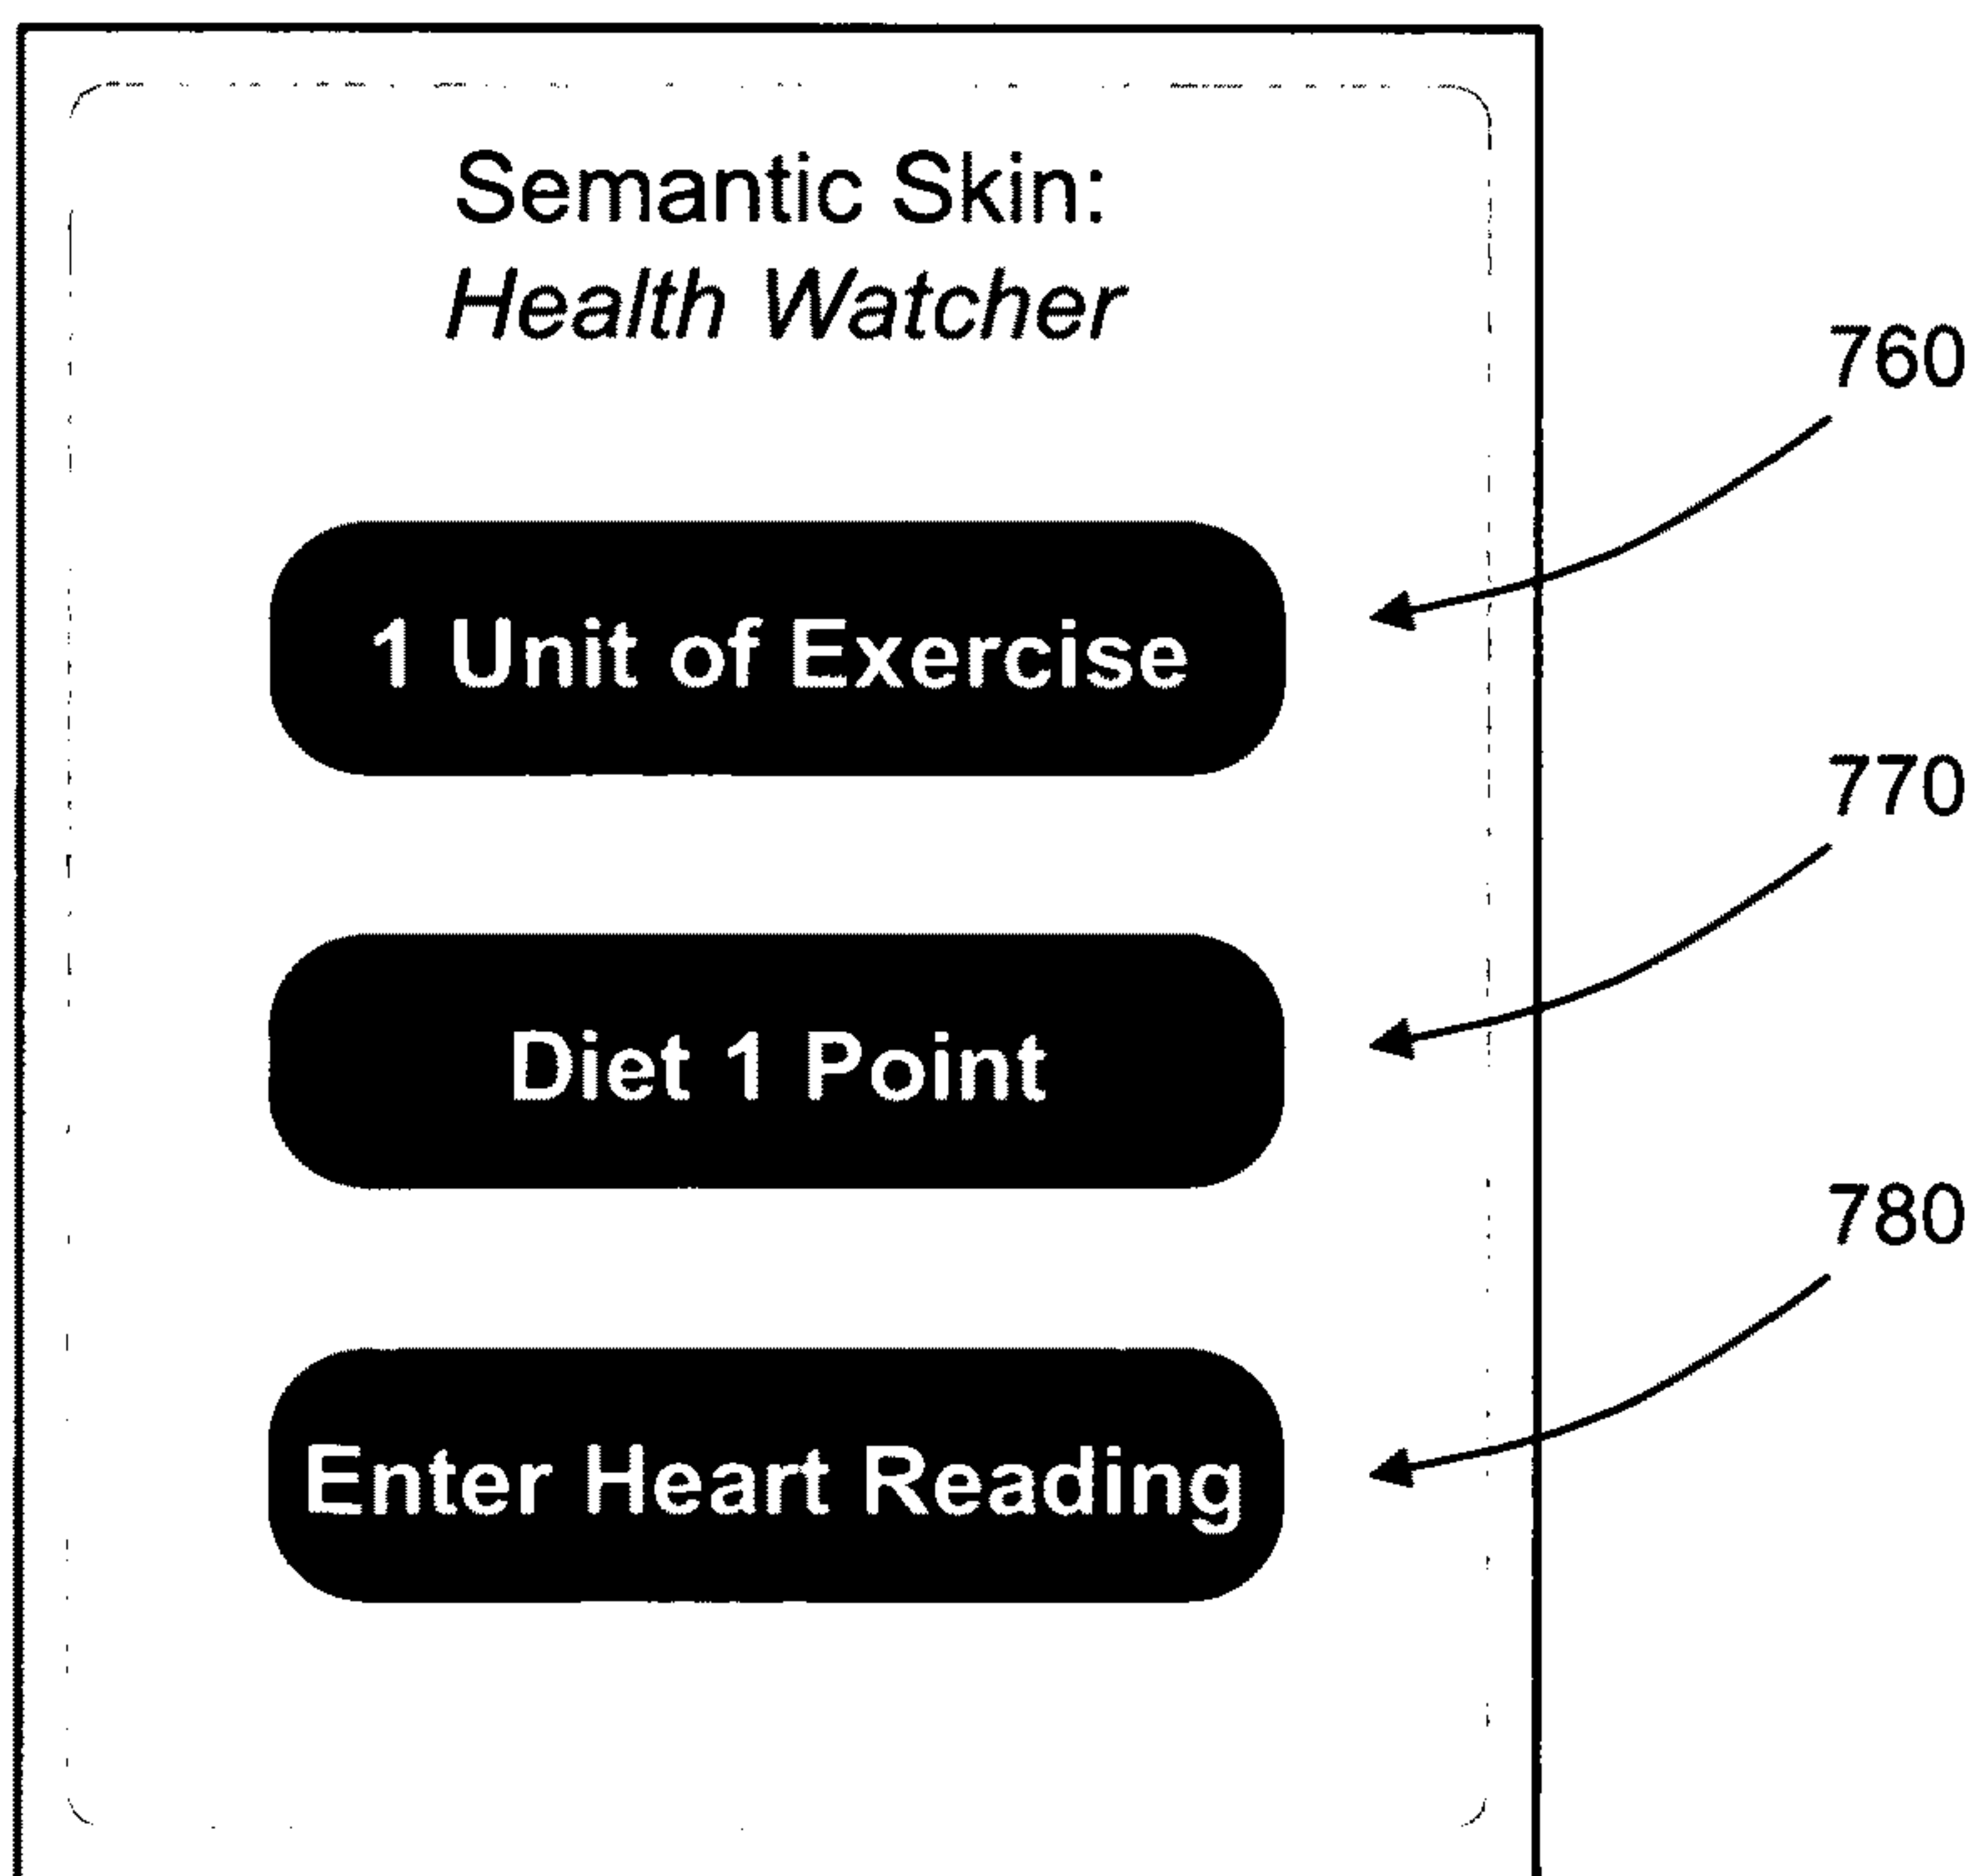 Semantic Skin:
Health Watcher
760
1 Unit of Exercise
770
Diet 1 Point
780
Enter Heart Reading